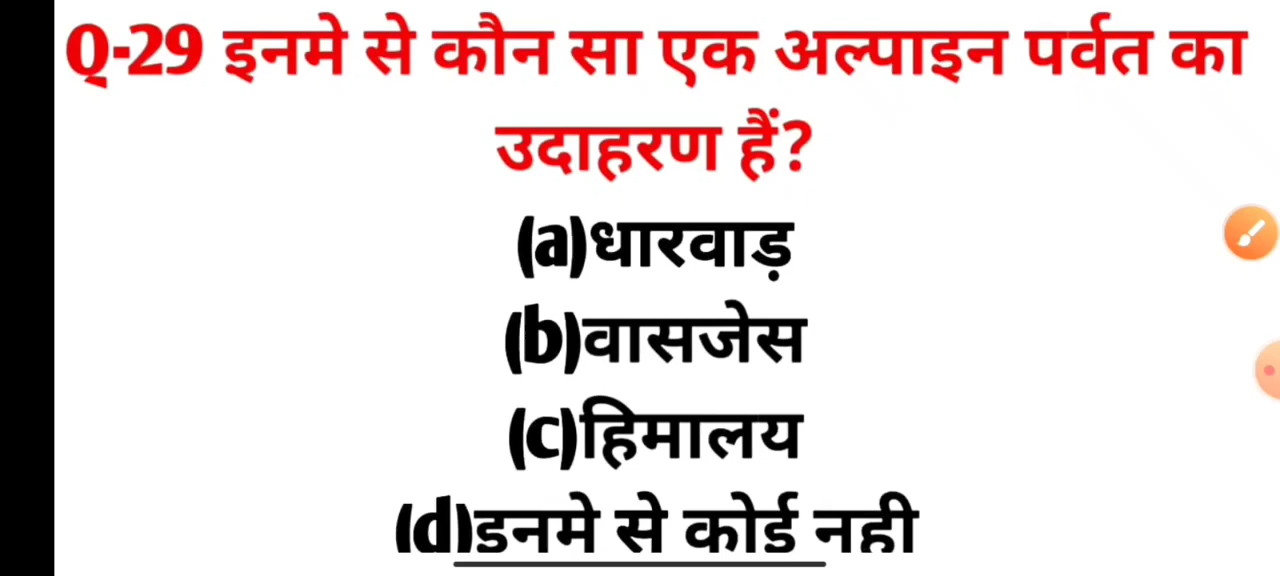 Q-29 इनमे से कौन सा एक अल्पाइन पर्वत का
उदाहरण हैं?
(a)धारवाड़
(b)वासजेस
(c)हिमालय
(d)इनमे से कोई नही